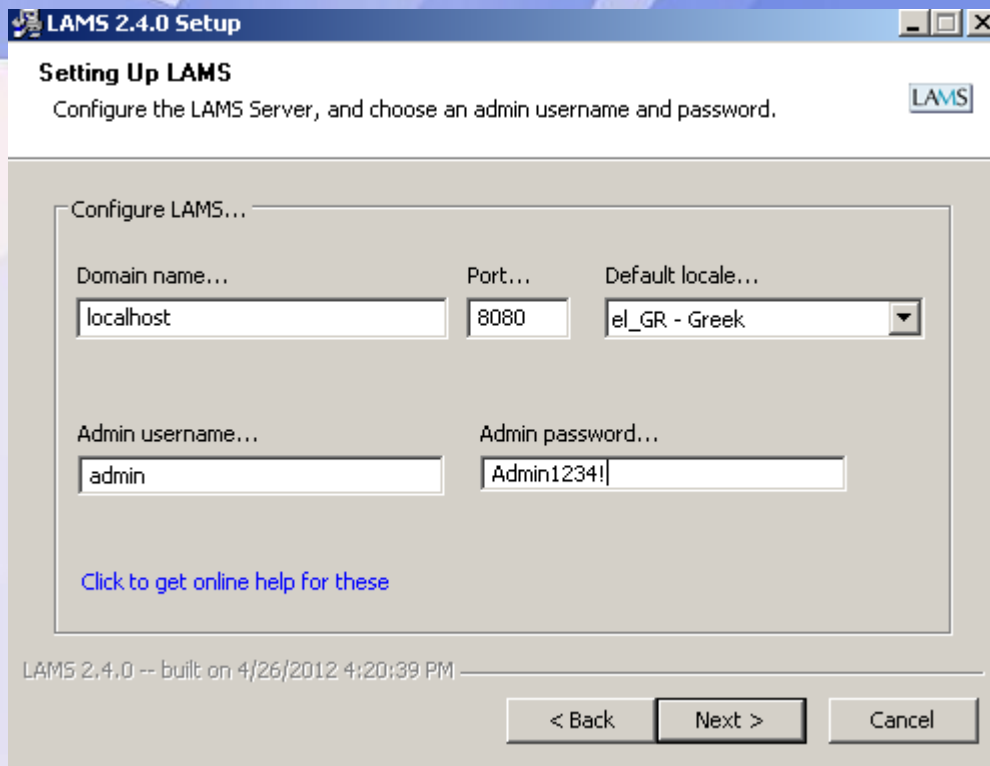 LAMS 2.4.0 Setup
Setting Up LAMS
Configure the LAMS Server, and choose an admin username and password.
LAMS
Configure LAMS...
Domain name... Port... Default locale...
localhost 8080 el_GR - Greek
Admin username... Admin password...
admin Admin1234!
Click to get online help for these
LAMS 2.4.0 -- built on 4/26/2012 4:20:39 PM
< Back Next > Cancel